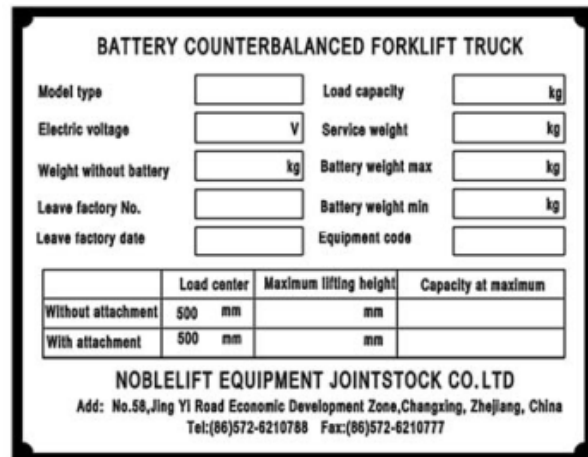 BATTERY COUNTERBALANCED FORKLIFT TRUCK
Model type Load capacity kg
Electric voltage V Service weight kg
Weight without battery kg Battery weight max kg
Leave factory No. Battery weight min kg
Leave factory date Equipment code
Load center Maximum lifting height Capacity at maximum
Without attachment 500 mm mm
With attachment 500 mm mm
NOBLELIFT EQUIPMENT JOINTSTOCK CO.LTD
Add: No.58,Jing Yi Road Economic Development Zone,Changxing, Zhejiang, China
Tel:(86)572-6210788 Fax:(86)572-6210777